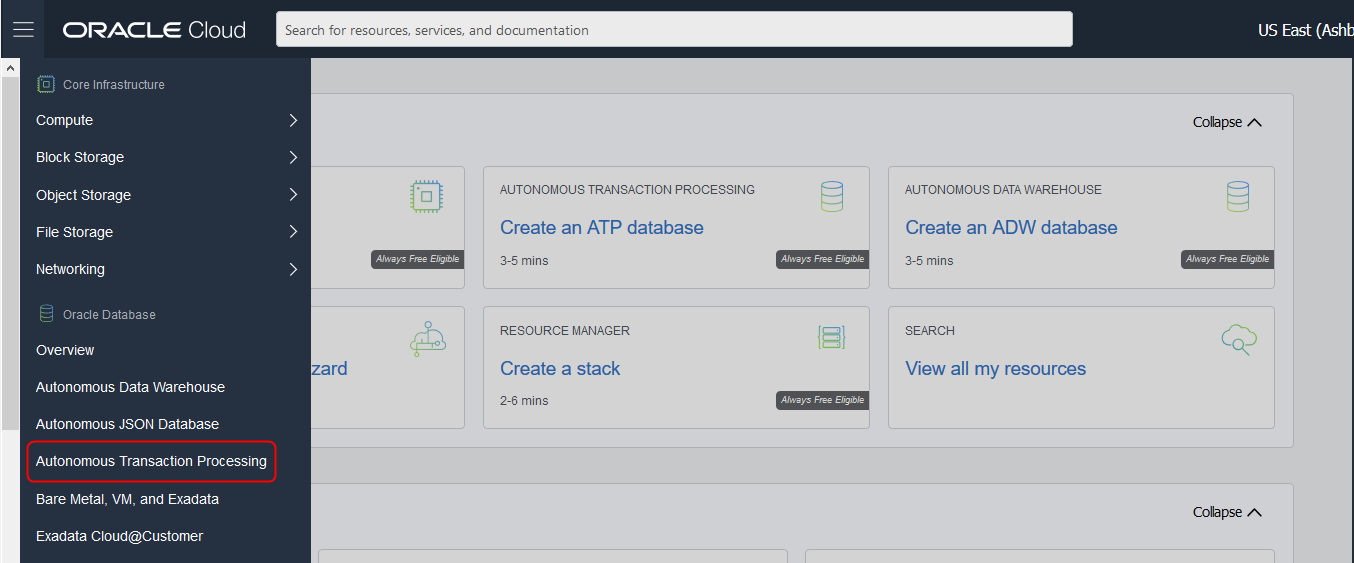 ORACLE Cloud
Search for resources, services, and documentation
US East (Ashb
Core Infrastructure
Compute
Block Storage
Object Storage
File Storage
Networking
Oracle Database
Overview
Autonomous Data Warehouse
Autonomous JSON Database
Autonomous Transaction Processing
Bare Metal, VM, and Exadata
Exadata Cloud@Customer
Collapse
Always Free Eligible
AUTONOMOUS TRANSACTION PROCESSING
Create an ATP database
3-5 mins
Always Free Eligible
AUTONOMOUS DATA WAREHOUSE
Create an ADW database
3-5 mins
Always Free Eligible
zard
RESOURCE MANAGER
Create a stack
2-6 mins
Always Free Eligible
SEARCH
View all my resources
Collapse